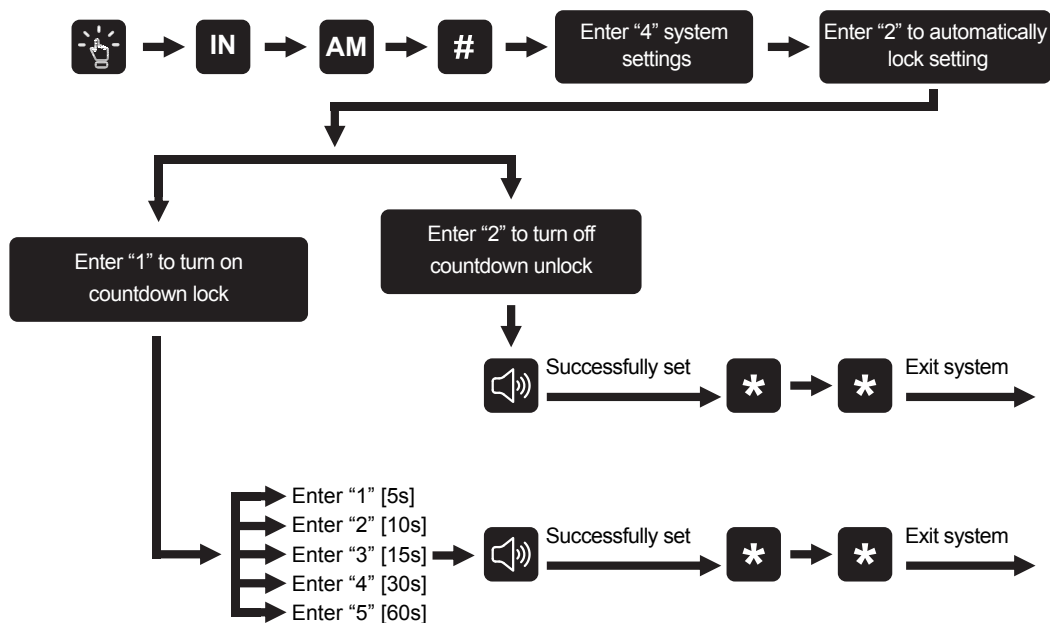 IN
AM
#
Enter “4” system
settings
Enter “2” to automatically
lock setting
Enter “1” to turn on
countdown lock
Enter “2” to turn off
countdown unlock
Successfully set
*
*
Exit system
Enter “1” [5s]
Enter “2” [10s]
Enter “3” [15s]
Enter “4” [30s]
Enter “5” [60s]
Successfully set
*
*
Exit system